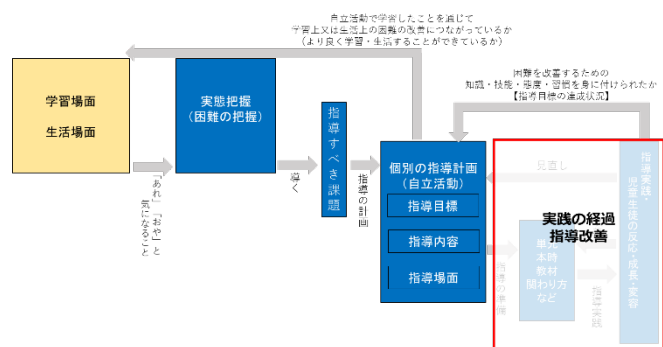 自立活動で学習したことを通じて
学習上又は生活上の困難の改善につながっているか
(より良く学習・生活することができているか)
困難を改善するための
知識・技能・態度・習慣を身に付けられたか
【指導目標の達成状況】
学習場面
生活場面
「あれ」「おや」と
気になること
実態把握
(困難の把握)
導く
指導すべき課題
指導の計画
個別の指導計画
(自立活動)
指導目標
指導内容
指導場面
見直し
実践の経過
指導改善
指導の準備
単元
本時
教材
関わり方
など
指導実践
指導実践・
児童生徒の反応・成長・変容